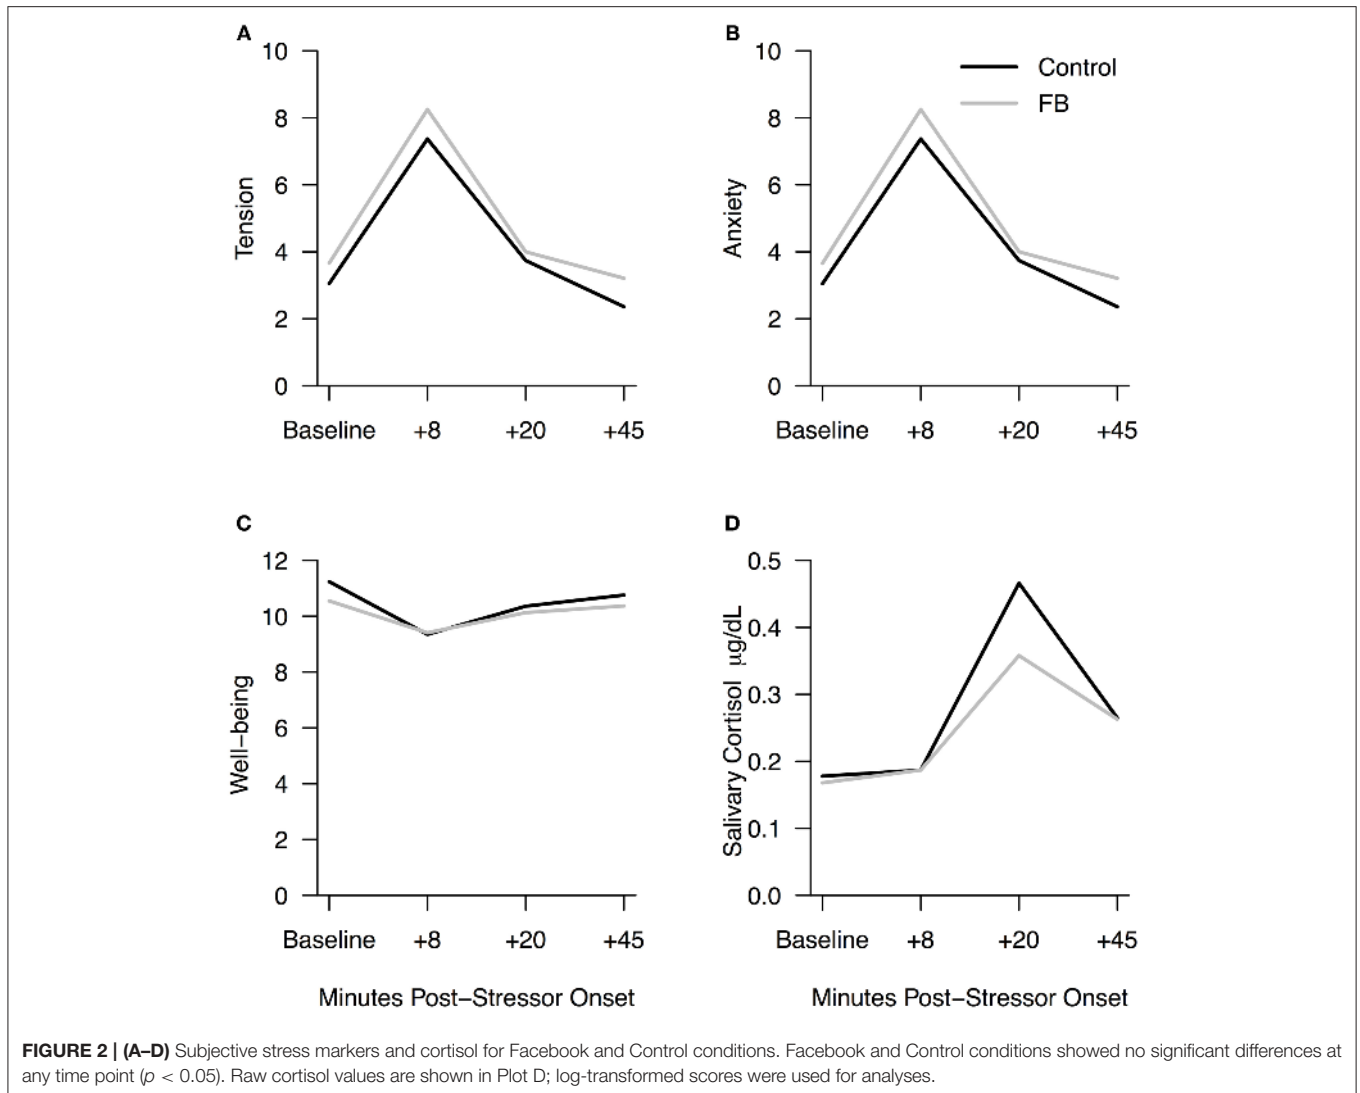 A
10
8
6
4
2
0
Tension
Baseline +8 +20 +45
B
10
8
6
4
2
0
Anxiety
Control
FB
Baseline +8 +20 +45
C
12
10
8
6
4
2
0
Well-being
Baseline +8 +20 +45
Minutes Post-Stressor Onset
D
0.5
0.4
0.3
0.2
0.1
0.0
Salivary Cortisol µg/dL
Baseline +8 +20 +45
Minutes Post-Stressor Onset
FIGURE 2 | (A–D) Subjective stress markers and cortisol for Facebook and Control conditions. Facebook and Control conditions showed no significant differences at
any time point (p < 0.05). Raw cortisol values are shown in Plot D; log-transformed scores were used for analyses.